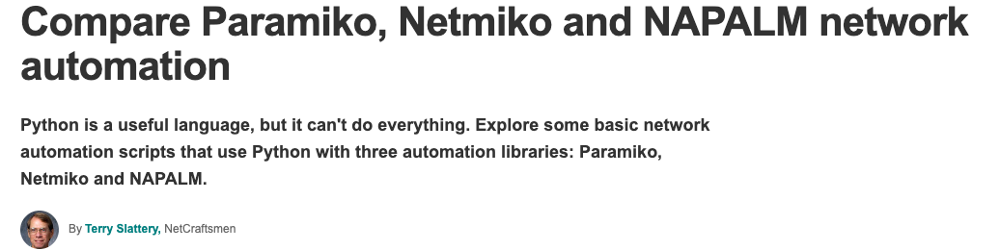 Compare Paramiko, Netmiko and NAPALM network
automation
Python is a useful language, but it can't do everything. Explore some basic network
automation scripts that use Python with three automation libraries: Paramiko,
Netmiko and NAPALM.
By Terry Slattery, NetCraftsmen